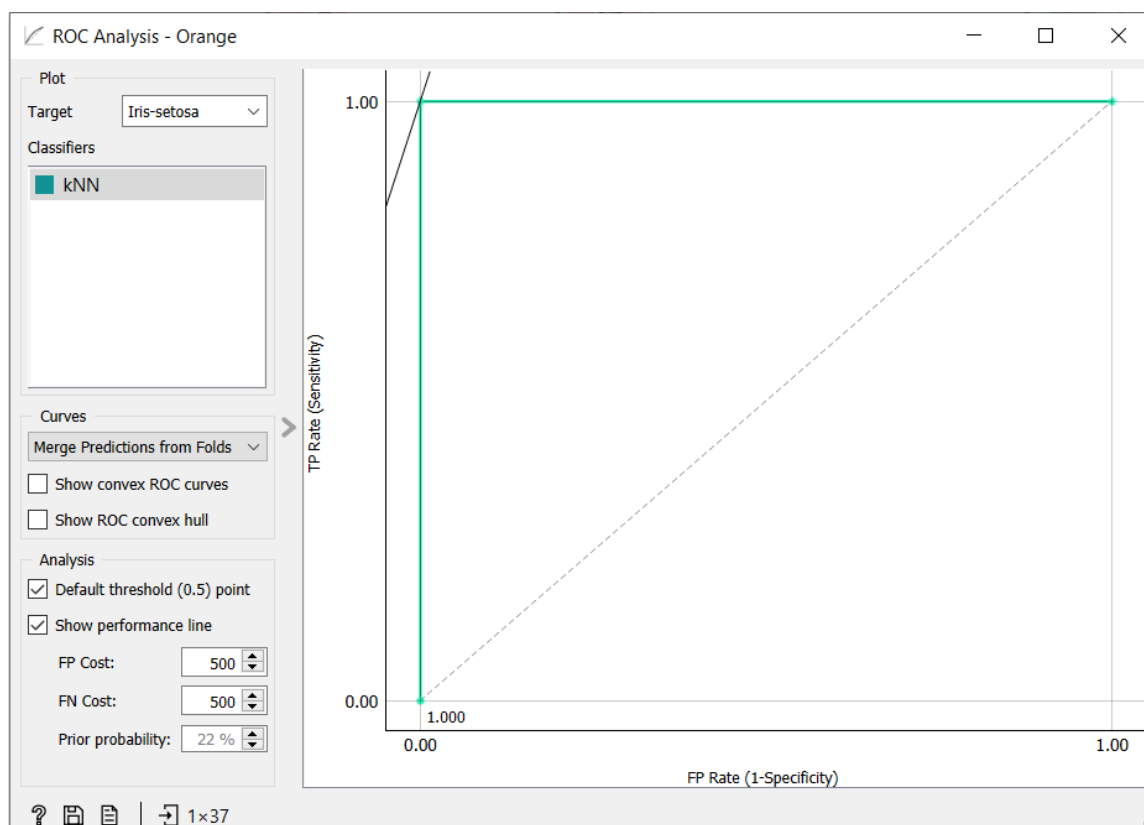 ROC Analysis - Orange
Plot
Target Iris-setosa
Classifiers
kNN
Curves
Merge Predictions from Folds
Show convex ROC curves
Show ROC convex hull
Analysis
Default threshold (0.5) point
Show performance line
FP Cost: 500
FN Cost: 500
Prior probability: 22 %
? 1×37
TP Rate (Sensitivity)
1.00
0.00
1.000
0.00 1.00
FP Rate (1-Specificity)